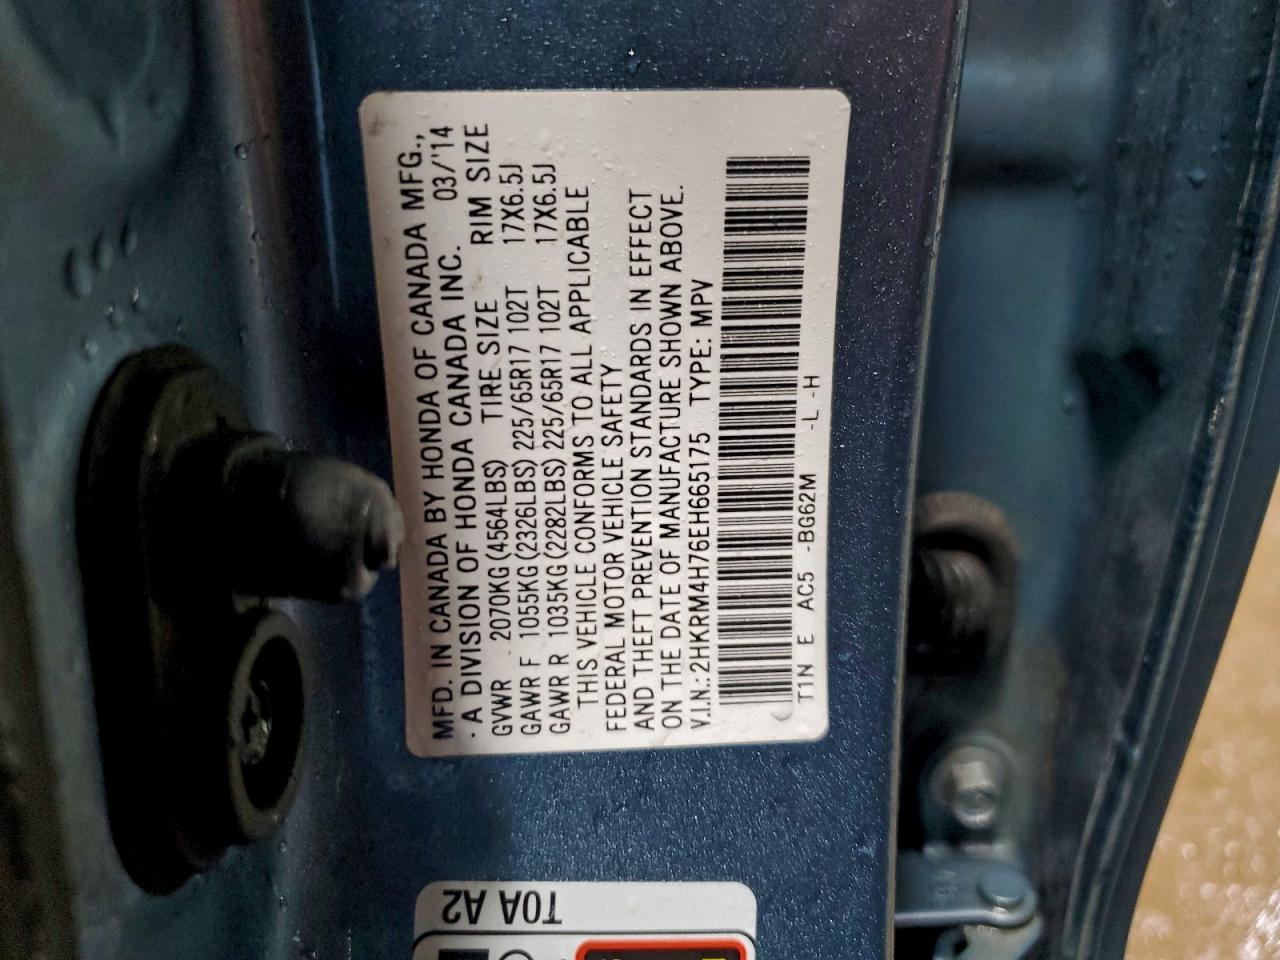 MFD. IN CANADA BY HONDA OF CANADA MFG.,
· A DIVISION OF HONDA CANADA INC. 03/'14
GVWR 2070KG (4564LBS) TIRE SIZE RIM SIZE
GAWR F 1055KG (2326LBS) 225/65R17 102T 17X6.5J
GAWR R 1035KG (2282LBS) 225/65R17 102T 17X6.5J
THIS VEHICLE CONFORMS TO ALL APPLICABLE
FEDERAL MOTOR VEHICLE SAFETY
AND THEFT PREVENTION STANDARDS IN EFFECT
ON THE DATE OF MANUFACTURE SHOWN ABOVE.
V.I.N.:2HKRM4H76EH665175 TYPE: MPV
T1N E AC5 -BG62M -L -H
T0A A2